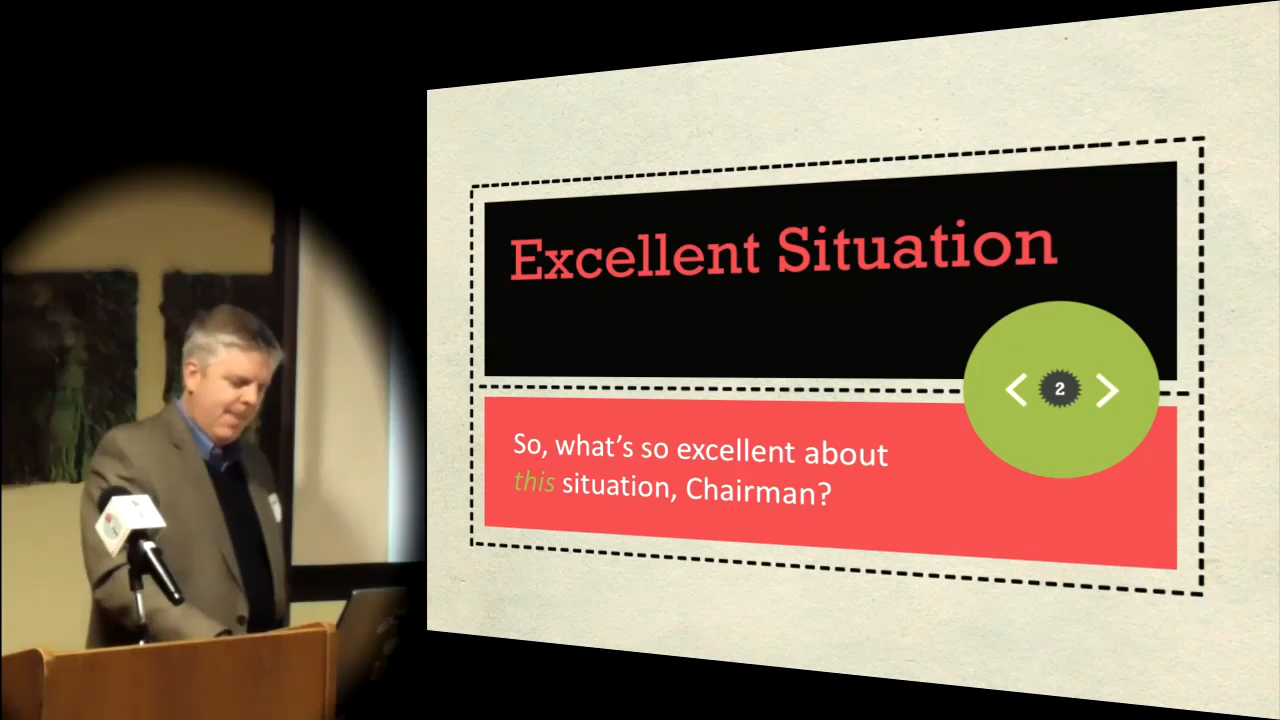 Excellent Situation
2
So, what's so excellent about
this situation, Chairman?